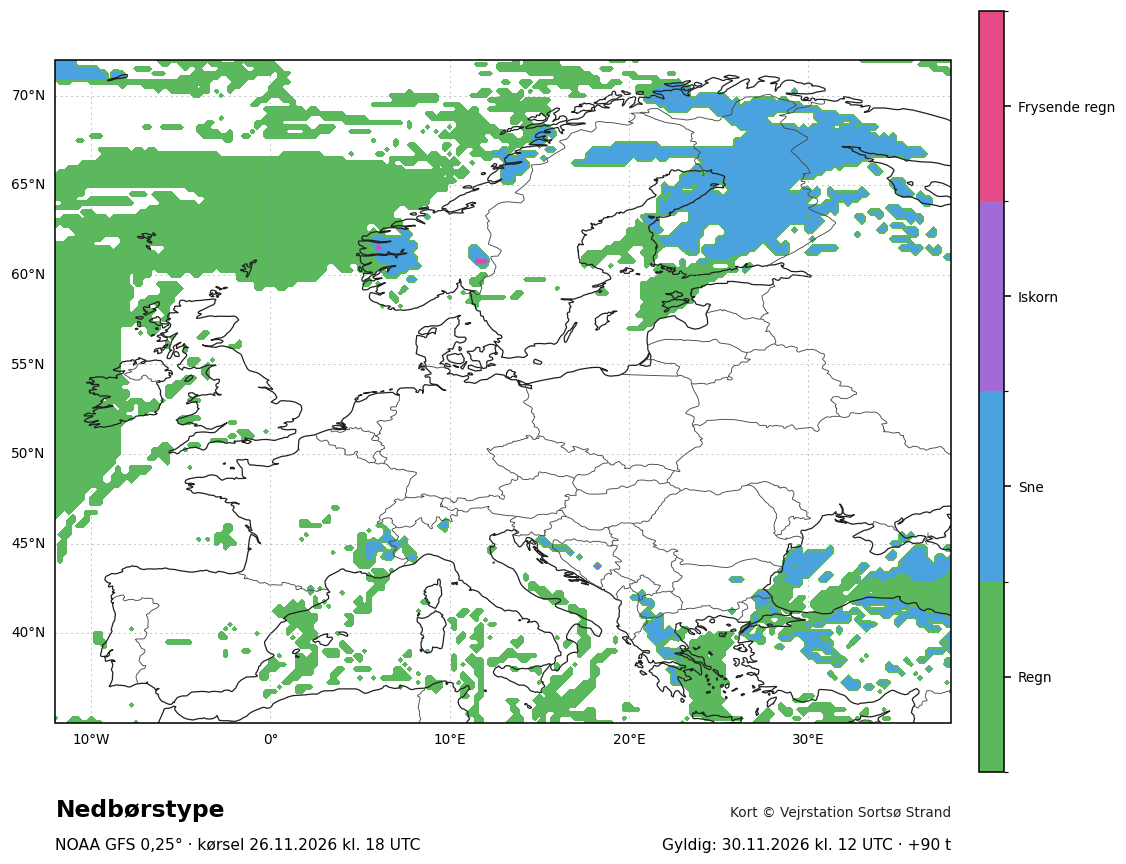 70°N
65°N
60°N
55°N
50°N
45°N
40°N
10°W
0°
10°E
20°E
30°E
Frysende regn
Iskorn
Sne
Regn
Nedbørstype
Kort © Vejrstation Sortsø Strand
NOAA GFS 0,25° · kørsel 26.11.2026 kl. 18 UTC
Gyldig: 30.11.2026 kl. 12 UTC · +90 t